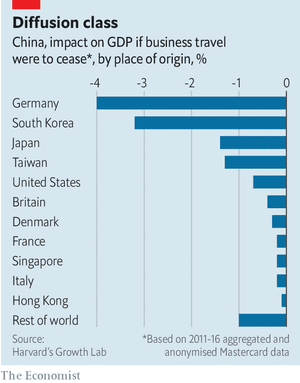 Diffusion class
China, impact on GDP if business travel
were to cease*, by place of origin, %
-4 -3 -2 -1 0
Germany
South Korea
Japan
Taiwan
United States
Britain
Denmark
France
Singapore
Italy
Hong Kong
Rest of world
Source:
Harvard's Growth Lab
*Based on 2011-16 aggregated and
anonymised Mastercard data
The Economist